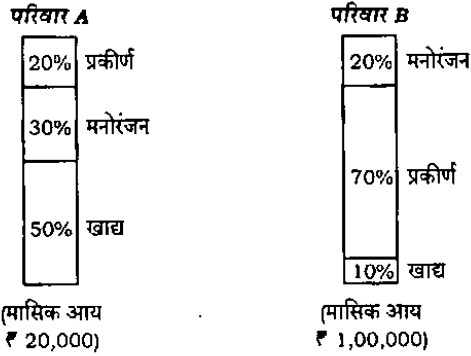 परिवार A
20% प्रकीर्ण
30% मनोरंजन
50% खाद्य
(मासिक आय
₹ 20,000)
परिवार B
20% मनोरंजन
70% प्रकीर्ण
10% खाद्य
(मासिक आय
₹ 1,00,000)